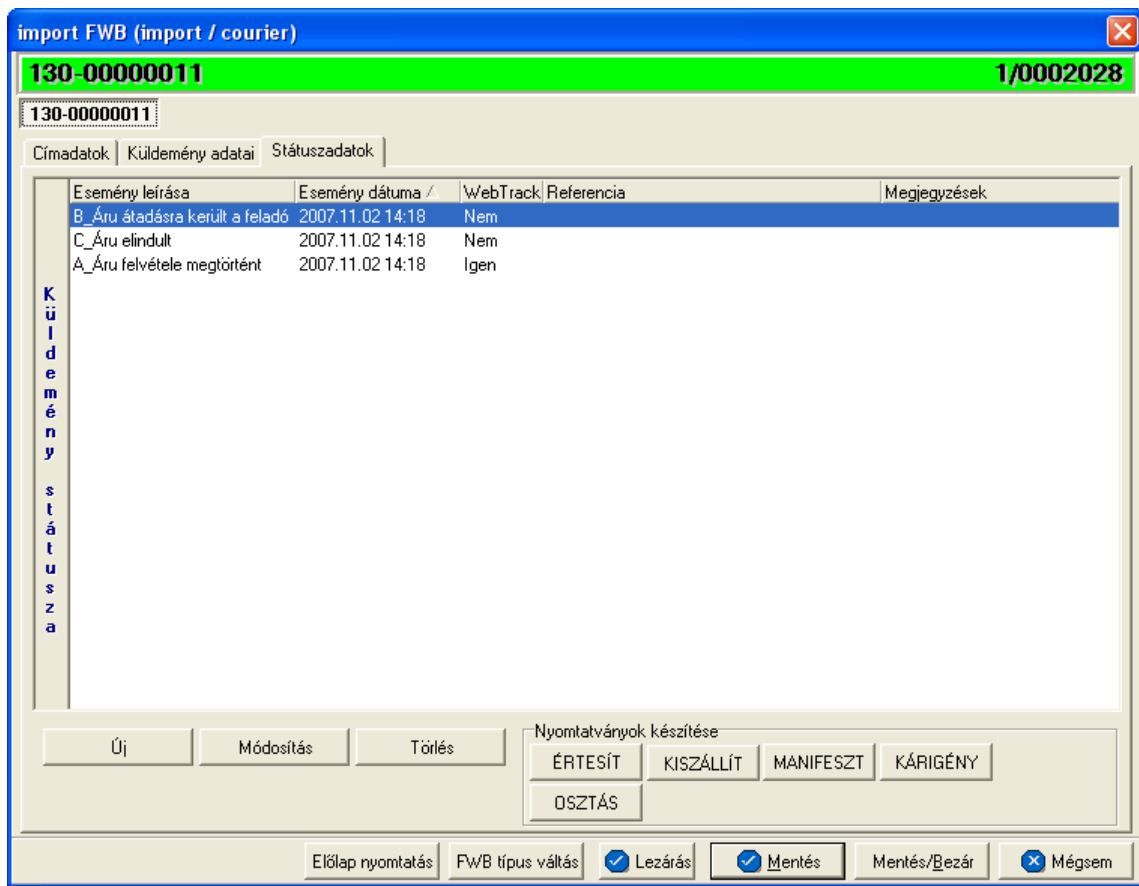 import FWB (import / courier)
130-00000011 1/0002028
130-00000011
Címadatok Küldemény adatai Státuszadatok
Küldemény státusza
Esemény leírása Esemény dátuma WebTrack Referencia Megjegyzések
B_Áru átadásra került a feladó 2007.11.02 14:18 Nem
C_Áru elindult 2007.11.02 14:18 Nem
A_Áru felvétele megtörtént 2007.11.02 14:18 Igen
Új Módosítás Törlés
Nyomtatványok készítése
ÉRTESÍT KISZÁLLÍT MANIFESZT KÁRIGÉNY
OSZTÁS
Előlap nyomtatás FWB típus váltás Lezárás Mentés Mentés/Bezár Mégsem